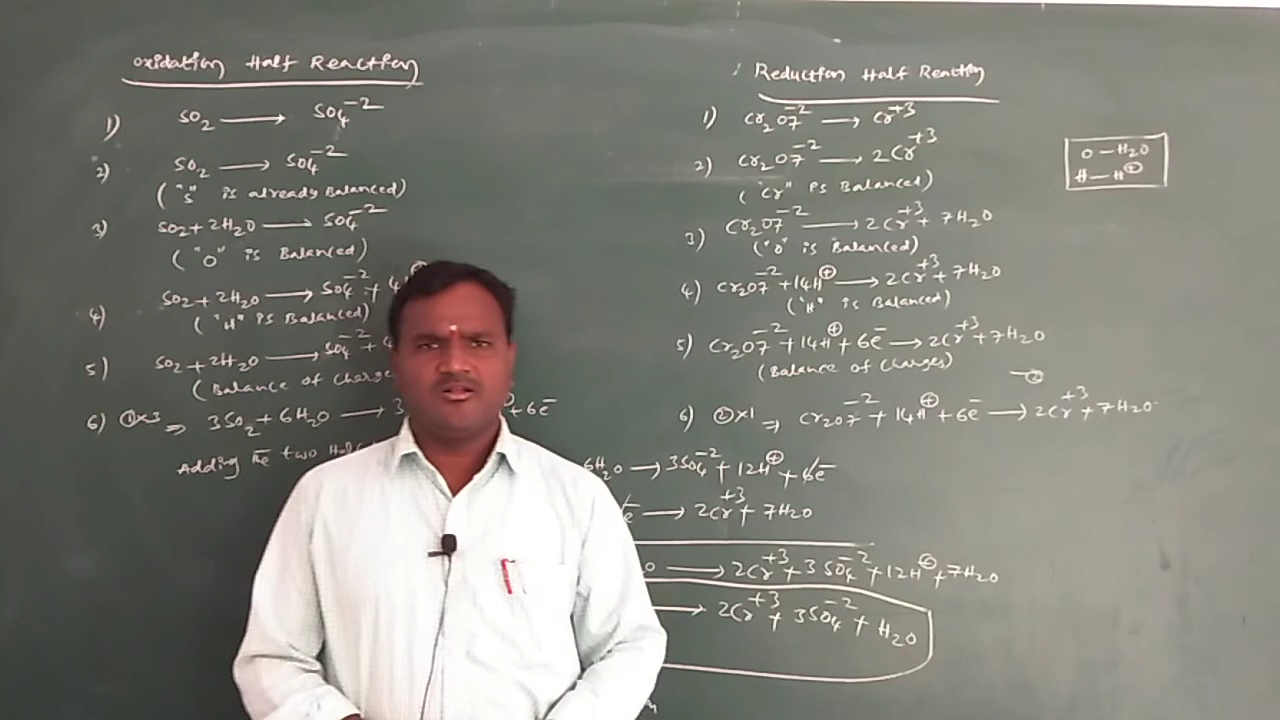 Oxidation Half Reaction
1) SO2 ⟶ SO4^-2
2) SO2 ⟶ SO4^-2
("S" is already Balanced)
3) SO2 + 2H2O ⟶ SO4^-2
("O" is Balanced)
4) SO2 + 2H2O ⟶ SO4^-2 + 4
("H" is Balanced)
5) SO2 + 2H2O ⟶ SO4^-2 +
(Balance of Charge
6) ①×3 ⇒ 3SO2 + 6H2O ⟶ 3 + 6e^-
Adding the two Half
Reduction Half Reaction
1) Cr2O7^-2 ⟶ Cr^+3
2) Cr2O7^-2 ⟶ 2Cr^+3
("Cr" is Balanced)
3) Cr2O7^-2 ⟶ 2Cr^+3 + 7H2O
("O" is Balanced)
4) Cr2O7^-2 + 14H^⊕ ⟶ 2Cr^+3 + 7H2O
("H" is Balanced)
5) Cr2O7^-2 + 14H^⊕ + 6e^- ⟶ 2Cr^+3 + 7H2O
(Balance of Charges)
⟶ ②
6) ②×1 ⇒ Cr2O7^-2 + 14H^⊕ + 6e^- ⟶ 2Cr^+3 + 7H2O
O — H2O
H — H^⊕
6H2O ⟶ 3SO4^-2 + 12H^⊕ + 6e^-
e^- ⟶ 2Cr^+3 + 7H2O
O ⟶ 2Cr^+3 + 3SO4^-2 + 12H^⊕ + 7H2O
⟶ 2Cr^+3 + 3SO4^-2 + H2O